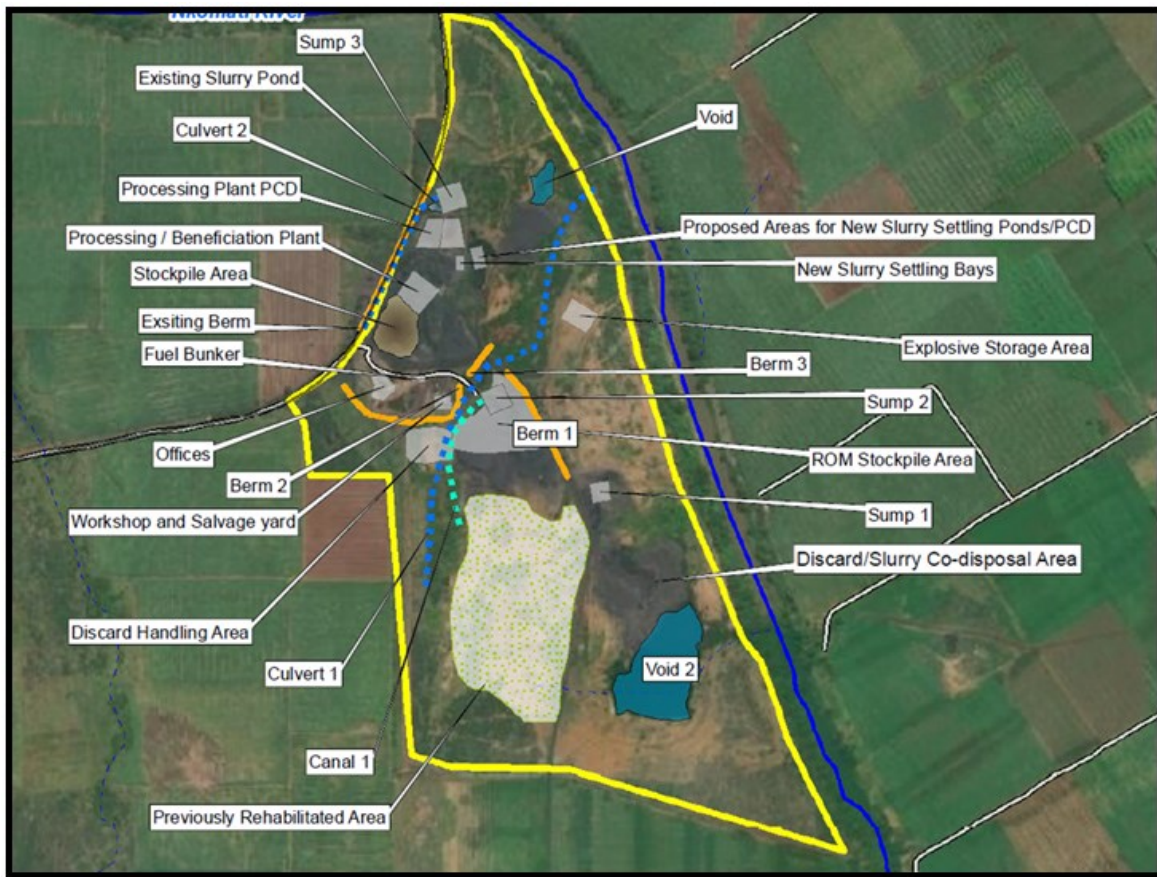 Nkomati River
Sump 3
Existing Slurry Pond
Void
Culvert 2
Processing Plant PCD
Proposed Areas for New Slurry Settling Ponds/PCD
Processing / Beneficiation Plant
New Slurry Settling Bays
Stockpile Area
Exsiting Berm
Explosive Storage Area
Fuel Bunker
Berm 3
Sump 2
Berm 1
Offices
ROM Stockpile Area
Berm 2
Workshop and Salvage yard
Sump 1
Discard/Slurry Co-disposal Area
Discard Handling Area
Culvert 1
Void 2
Canal 1
Previously Rehabilitated Area